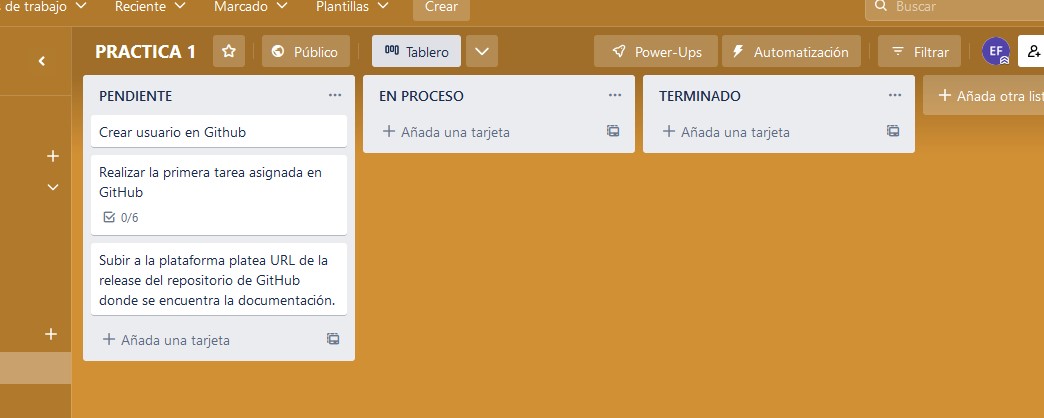 s de trabajo Reciente Marcado Plantillas Crear Buscar
PRACTICA 1 Público Tablero Power-Ups Automatización Filtrar EF
PENDIENTE
Crear usuario en Github
Realizar la primera tarea asignada en
GitHub
0/6
Subir a la plataforma platea URL de la
release del repositorio de GitHub
donde se encuentra la documentación.
+ Añada una tarjeta
EN PROCESO
+ Añada una tarjeta
TERMINADO
+ Añada una tarjeta
+ Añada otra list